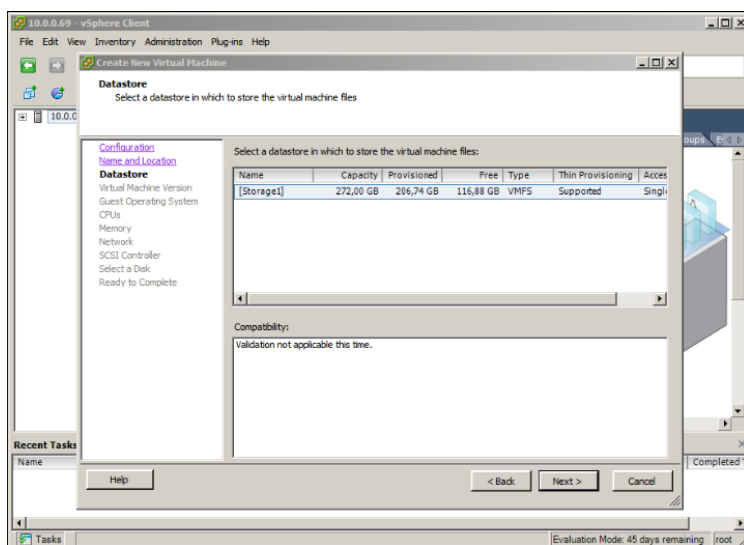 10.0.0.69 - vSphere Client
File Edit View Inventory Administration Plug-ins Help
Create New Virtual Machine
Datastore
Select a datastore in which to store the virtual machine files
10.0.0
Configuration
Name and Location
Datastore
Virtual Machine Version
Guest Operating System
CPUs
Memory
Network
SCSI Controller
Select a Disk
Ready to Complete
Select a datastore in which to store the virtual machine files:
Name Capacity Provisioned Free Type Thin Provisioning Acces
[Storage1] 272,00 GB 206,74 GB 116,88 GB VMFS Supported Singl
Compatibility:
Validation not applicable this time.
oups
Recent Tasks
Name
Completed
Help
< Back Next > Cancel
Tasks
Evaluation Mode: 45 days remaining root